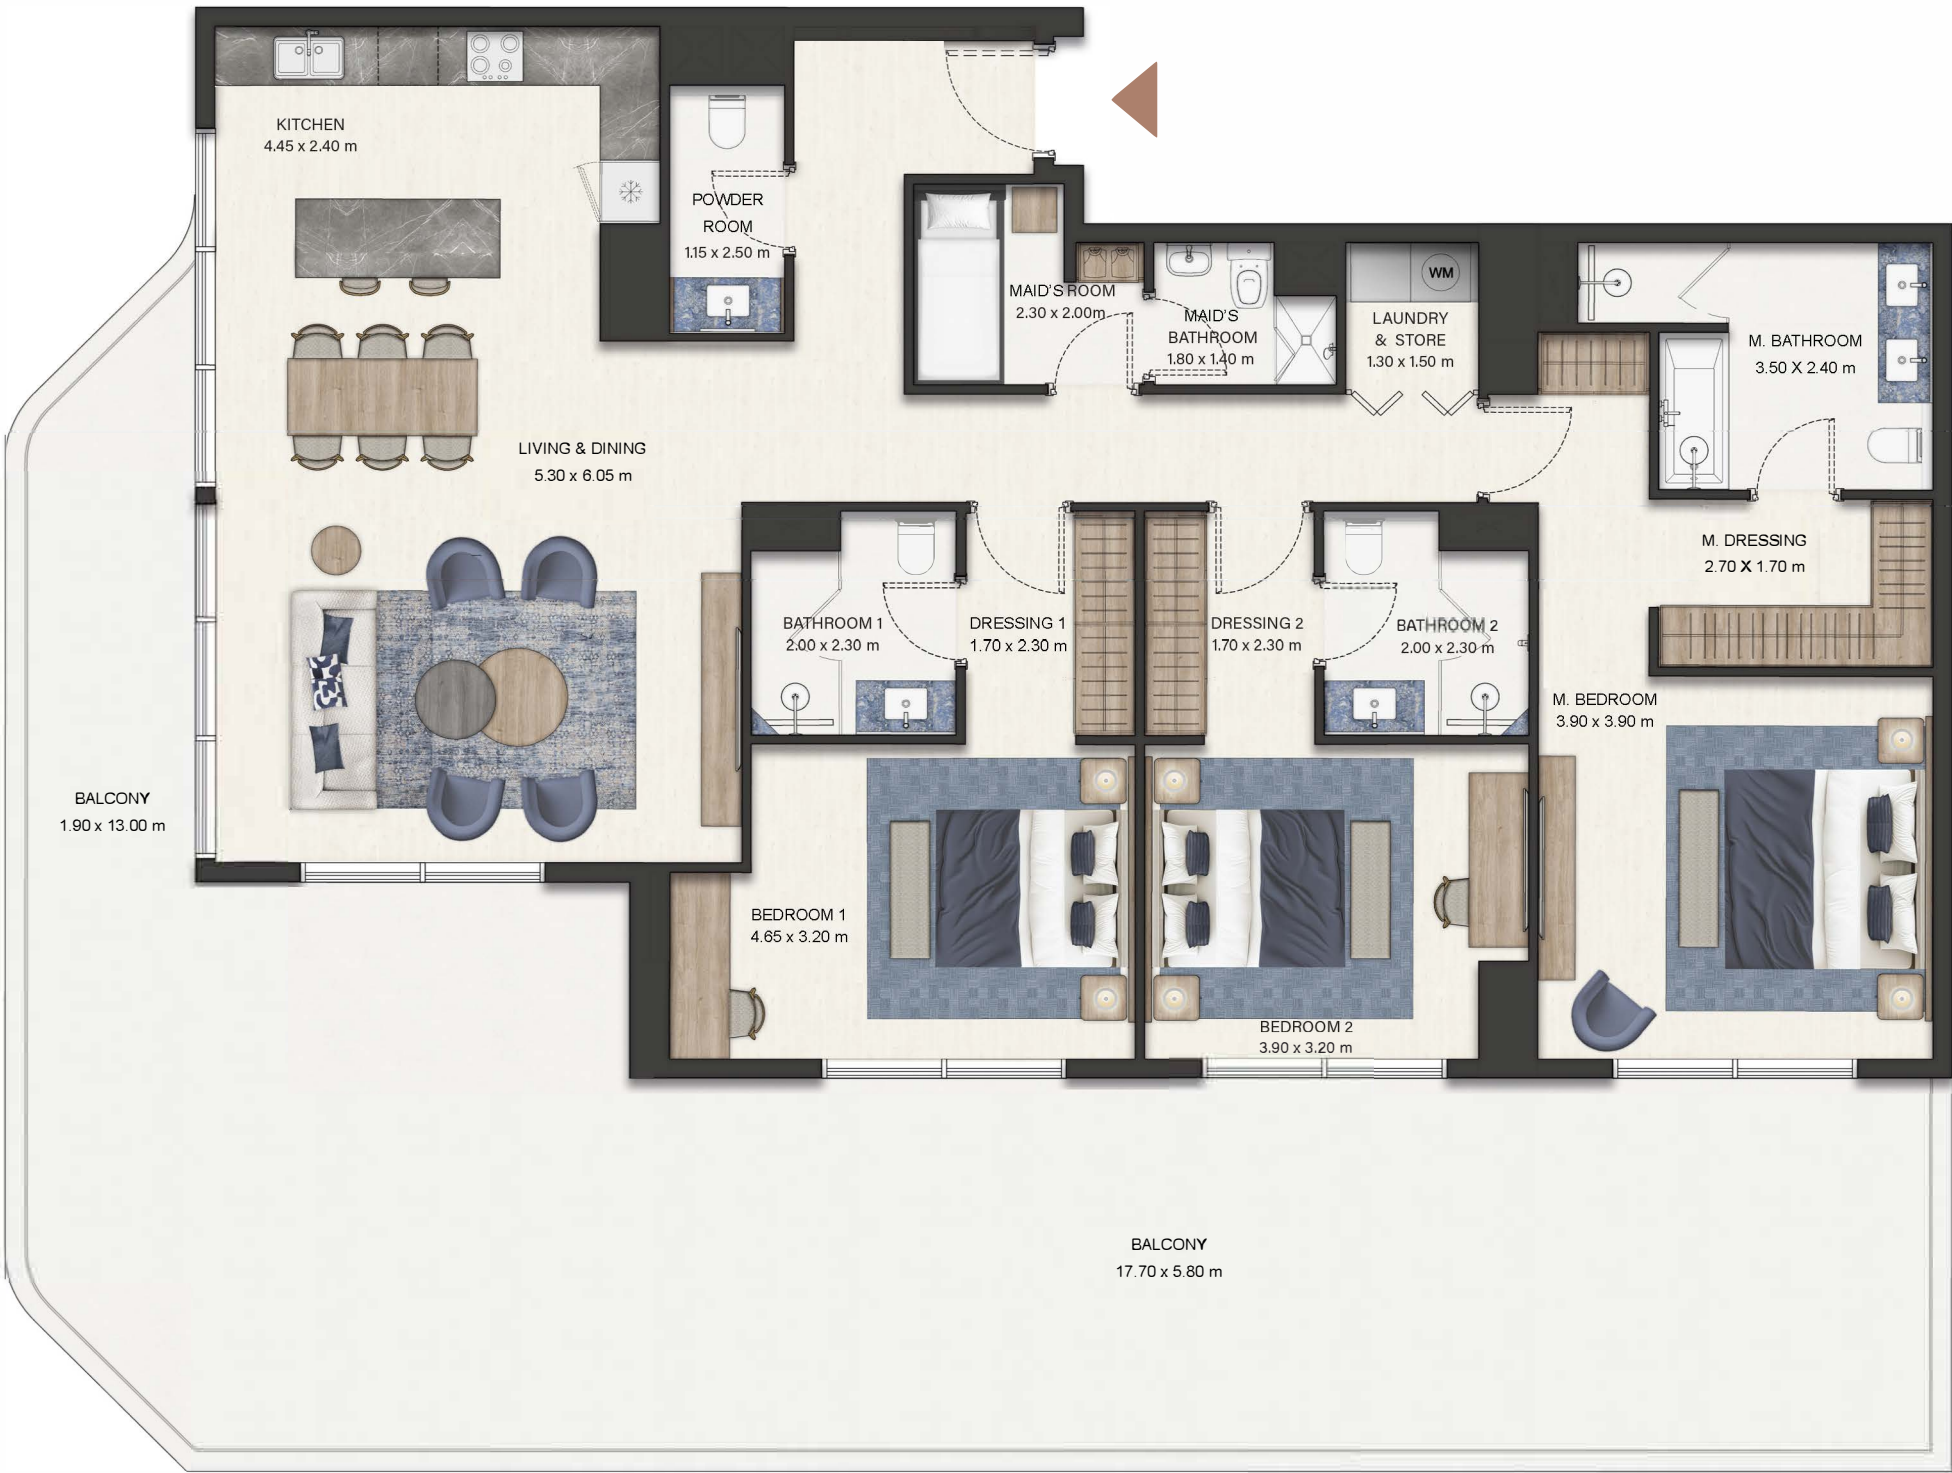 KITCHEN
4.45 x 2.40 m
POWDER
ROOM
1.15 x 2.50 m
MAID'S ROOM
2.30 x 2.00m
MAID'S
BATHROOM
1.80 x 1.40 m
WM
LAUNDRY
& STORE
1.30 x 1.50 m
M. BATHROOM
3.50 X 2.40 m
LIVING & DINING
5.30 x 6.05 m
M. DRESSING
2.70 X 1.70 m
BATHROOM 1
2.00 x 2.30 m
DRESSING 1
1.70 x 2.30 m
DRESSING 2
1.70 x 2.30 m
BATHROOM 2
2.00 x 2.30 m
M. BEDROOM
3.90 x 3.90 m
BALCONY
1.90 x 13.00 m
BEDROOM 1
4.65 x 3.20 m
BEDROOM 2
3.90 x 3.20 m
BALCONY
17.70 x 5.80 m